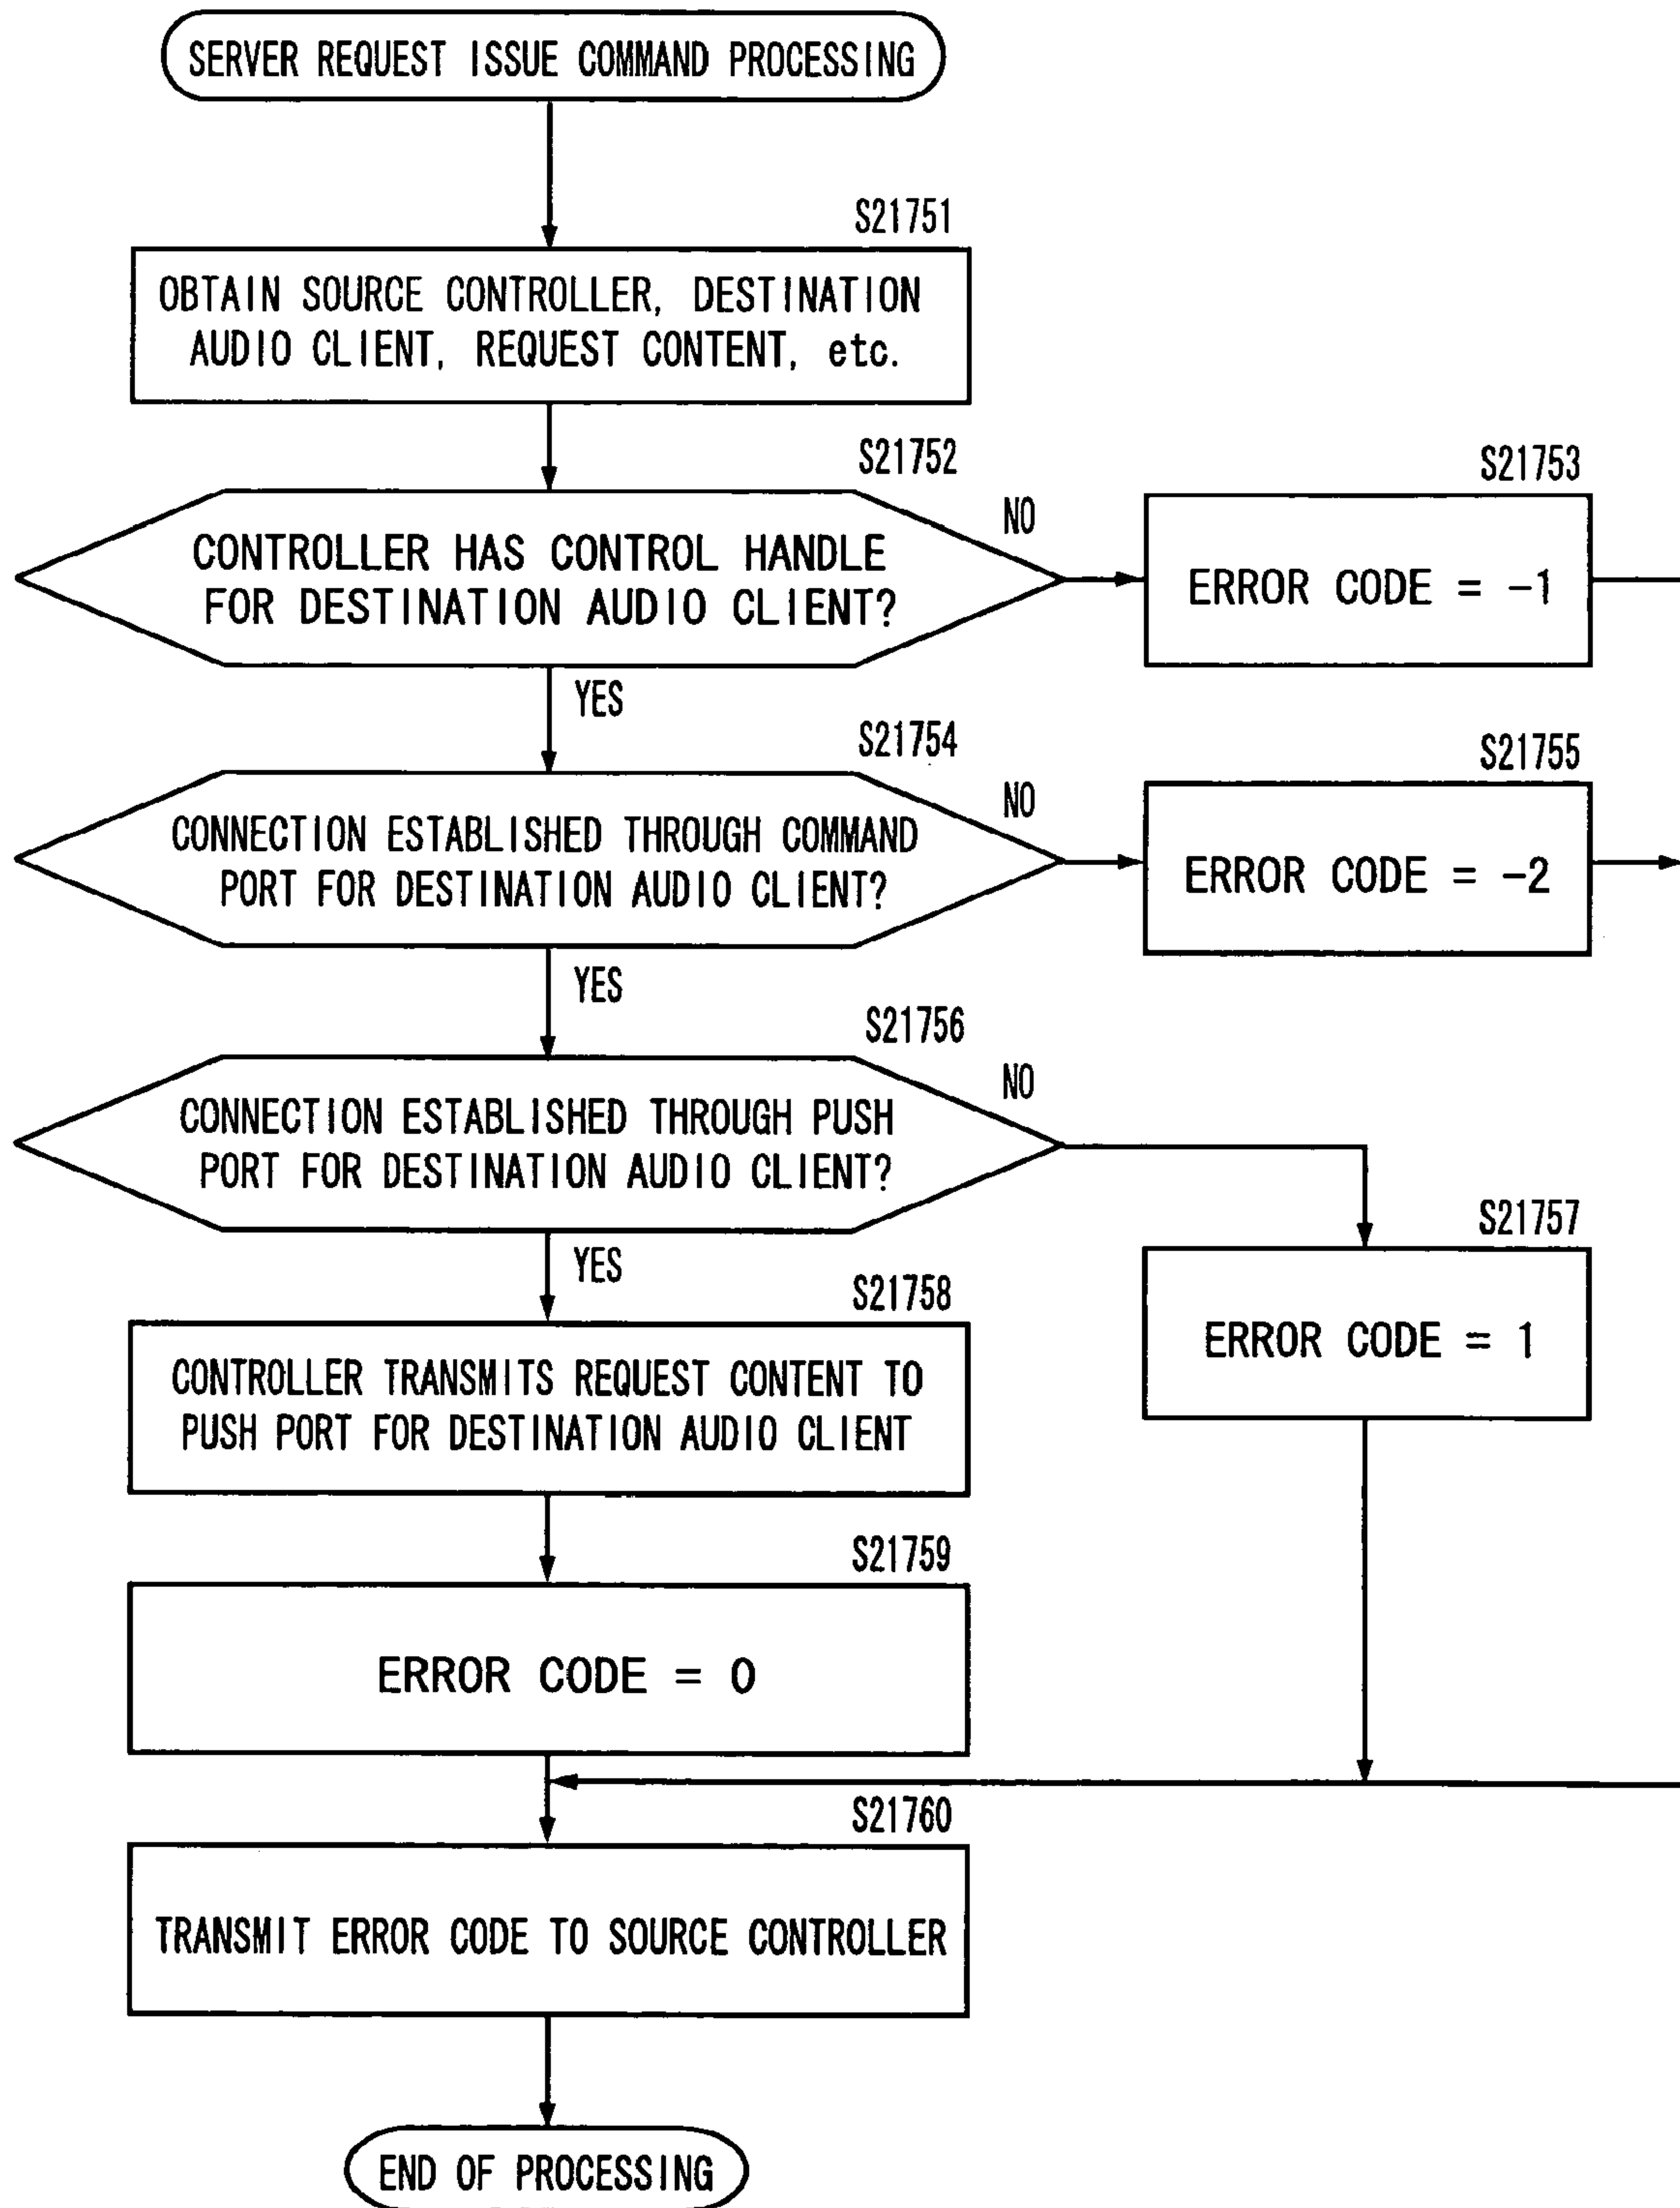 SERVER REQUEST ISSUE COMMAND PROCESSING
S21751
OBTAIN SOURCE CONTROLLER, DESTINATION
AUDIO CLIENT, REQUEST CONTENT, etc.
S21752
CONTROLLER HAS CONTROL HANDLE
FOR DESTINATION AUDIO CLIENT?
NO
S21753
ERROR CODE = -1
YES
S21754
CONNECTION ESTABLISHED THROUGH COMMAND
PORT FOR DESTINATION AUDIO CLIENT?
NO
S21755
ERROR CODE = -2
YES
S21756
CONNECTION ESTABLISHED THROUGH PUSH
PORT FOR DESTINATION AUDIO CLIENT?
NO
S21757
ERROR CODE = 1
YES
S21758
CONTROLLER TRANSMITS REQUEST CONTENT TO
PUSH PORT FOR DESTINATION AUDIO CLIENT
S21759
ERROR CODE = 0
S21760
TRANSMIT ERROR CODE TO SOURCE CONTROLLER
END OF PROCESSING